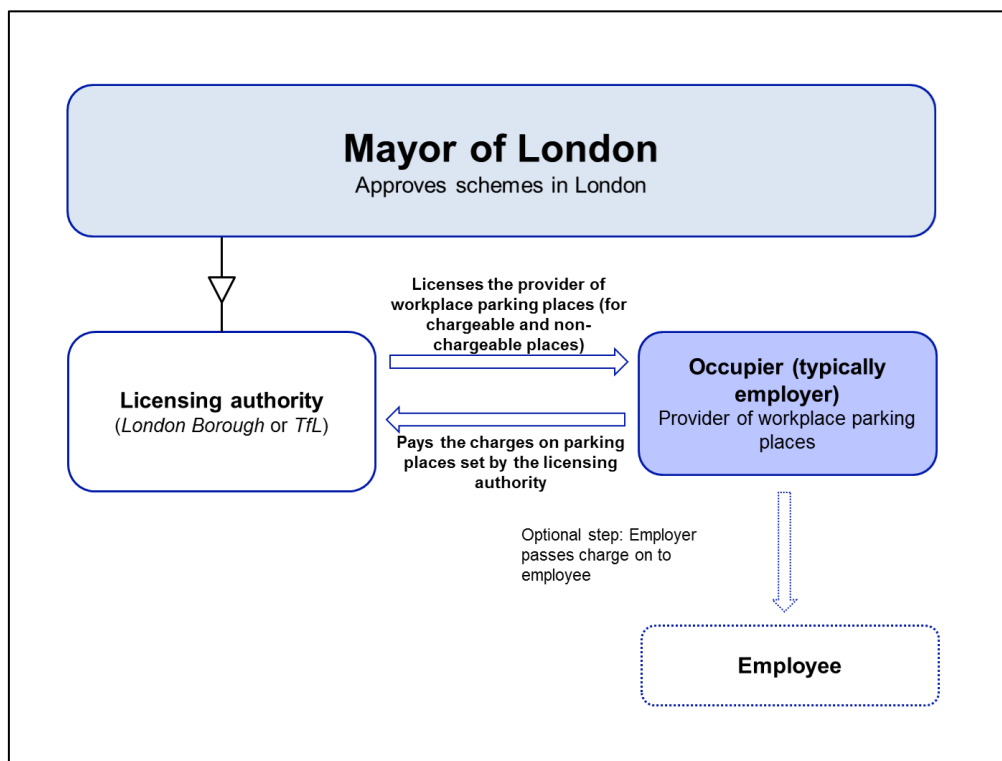 Mayor of London
Approves schemes in London
Licenses the provider of
workplace parking places (for
chargeable and non-
chargeable places)
Licensing authority
(London Borough or TfL)
Occupier (typically
employer)
Provider of workplace parking
places
Pays the charges on parking
places set by the licensing
authority
Optional step: Employer
passes charge on to
employee
Employee